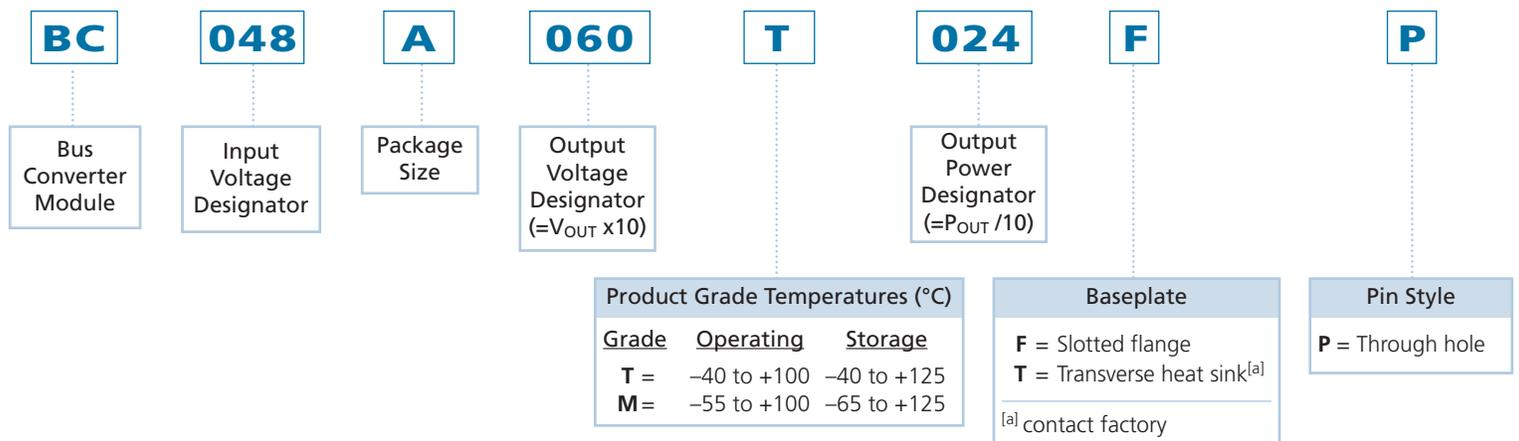 BC 048 A 060 T 024 F P
Bus
Converter
Module
Input
Voltage
Designator
Package
Size
Output
Voltage
Designator
(=VOUT x10)
Output
Power
Designator
(=POUT /10)
Product Grade Temperatures (°C)
Grade Operating Storage
T = –40 to +100 –40 to +125
M = –55 to +100 –65 to +125
Baseplate
F = Slotted flange
T = Transverse heat sink[a]
[a] contact factory
Pin Style
P = Through hole